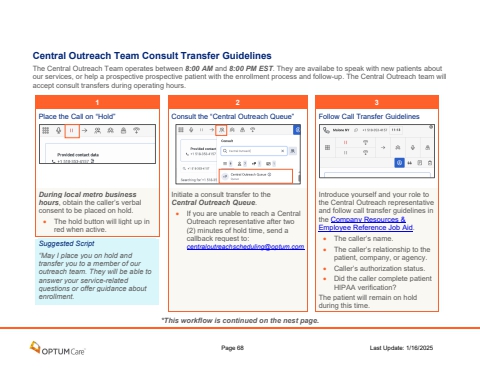 Central Outreach Team Consult Transfer Guidelines
The Central Outreach Team operates between 8:00 AM and 8:00 PM EST. They are availabe to speak with new patients about
our services, or help a prospective prospective patient with the enrollment process and follow-up. The Central Outreach team will
accept consult transfers during operating hours.
1
Place the Call on "Hold"
Provided contact data
During local metro business
hours, obtain the caller's verbal
consent to be placed on hold.
• The hold button will light up in
red when active.
Suggested Script
"May I place you on hold and
transfer you to a member of our
outreach team. They will be able to
answer your service-related
questions or offer guidance about
enrollment.
2
Consult the "Central Outreach Queue"
Consult
Provided contact
Central Outreach Queue
Initiate a consult transfer to the
Central Outreach Queue.
• If you are unable to reach a Central
Outreach representative after two
(2) minutes of hold time, send a
callback request to:
centraloutreachscheduling@optum.com
3
Follow Call Transfer Guidelines
Introduce yourself and your role to
the Central Outreach representative
and follow call transfer guidelines in
the Company Resources &
Employee Reference Job Aid.
• The caller's name.
• The caller's relationship to the
patient, company, or agency.
• Caller's authorization status.
• Did the caller complete patient
HIPAA verification?
The patient will remain on hold
during this time.
*This workflow is continued on the nest page.
OPTUMCare
Page 68
Last Update: 1/16/2025